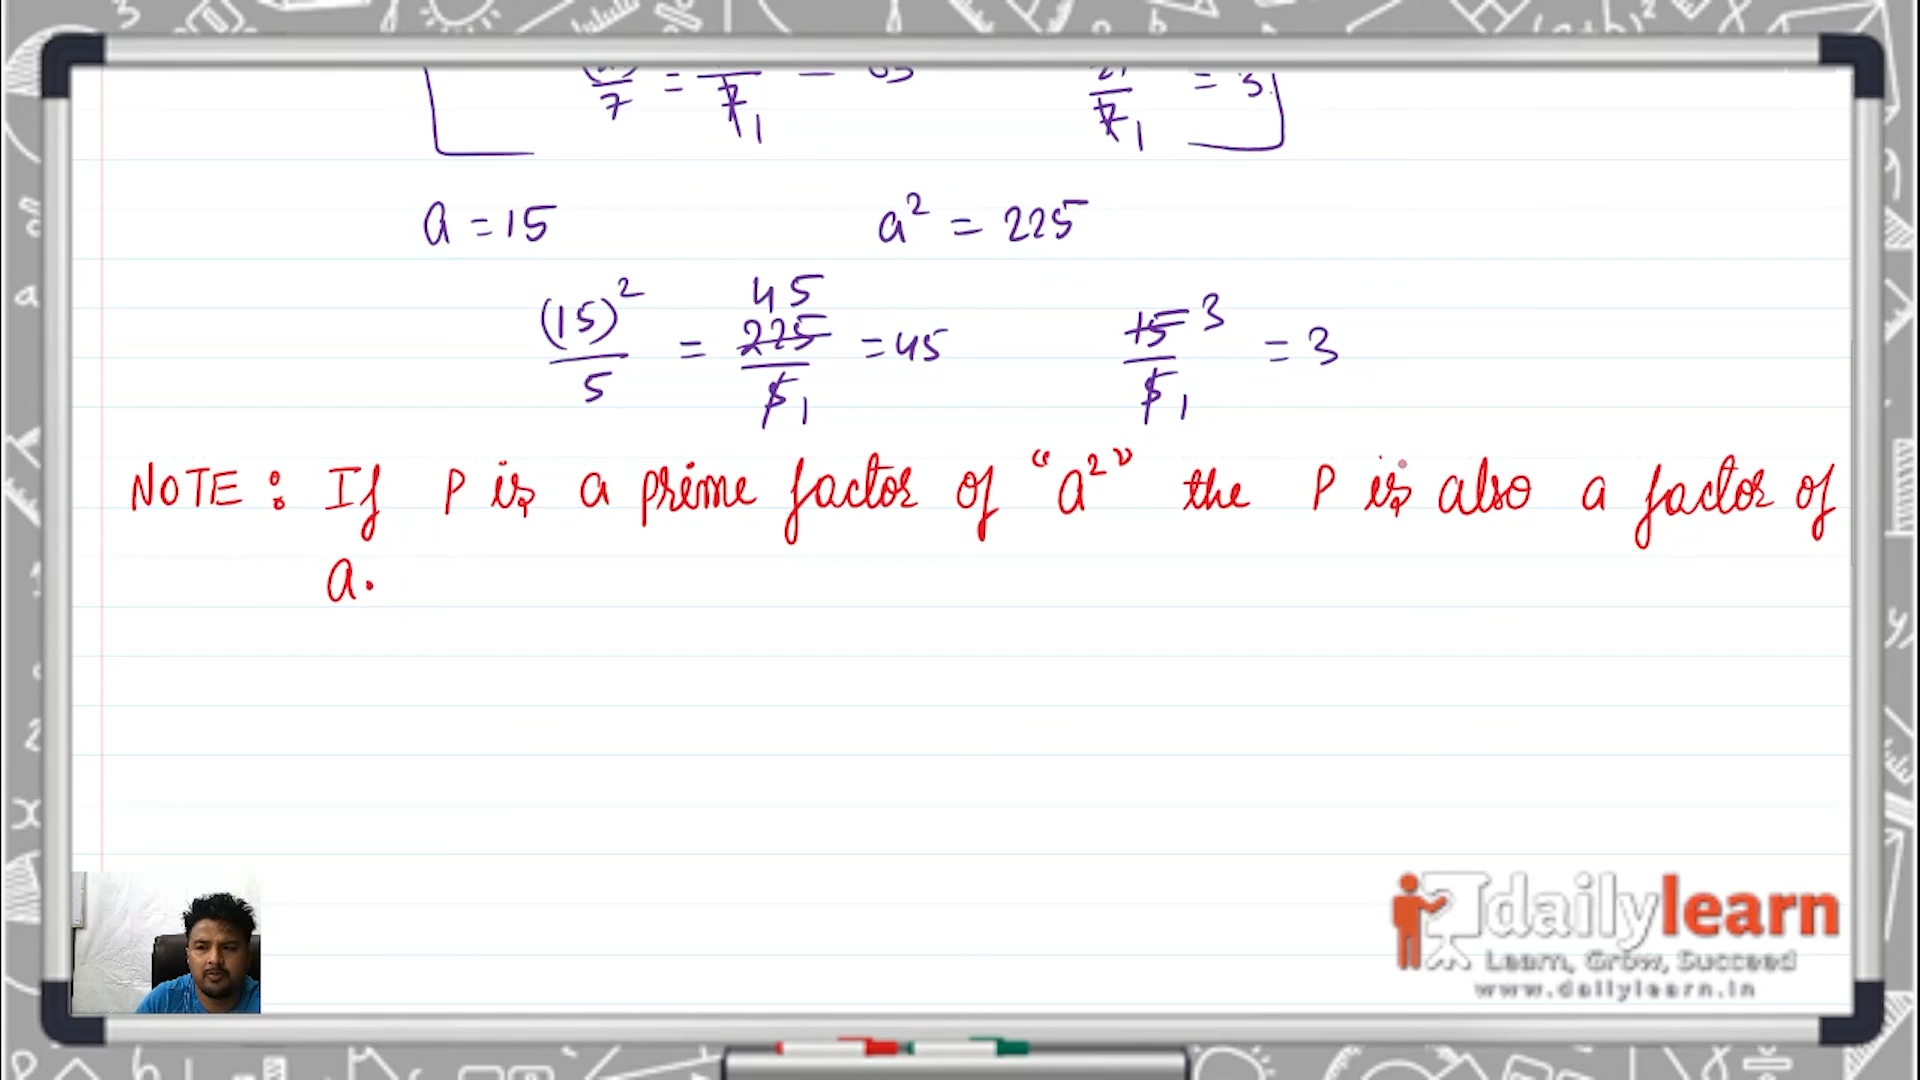 a = 15 a² = 225
(15)²/5 = 225/5 45 1 = 45 15/5 3 1 = 3
NOTE : If P is a prime factor of "a²" the P is also a factor of
a.
dailylearn
Learn, Grow, Succeed
www.dailylearn.in